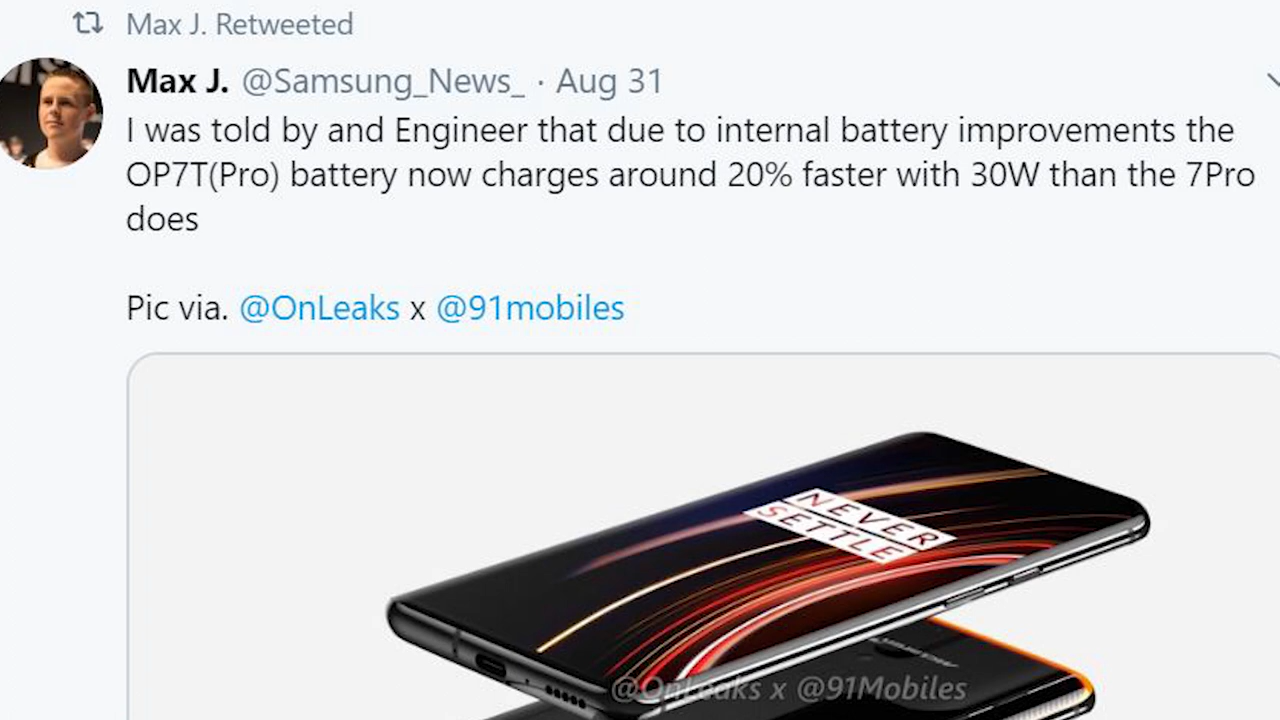 Max J. Retweeted
Max J. @Samsung_News_ · Aug 31
I was told by and Engineer that due to internal battery improvements the
OP7T(Pro) battery now charges around 20% faster with 30W than the 7Pro
does
Pic via. @OnLeaks x @91mobiles
NEVER
SETTLE
@OnLeaks x @91Mobiles